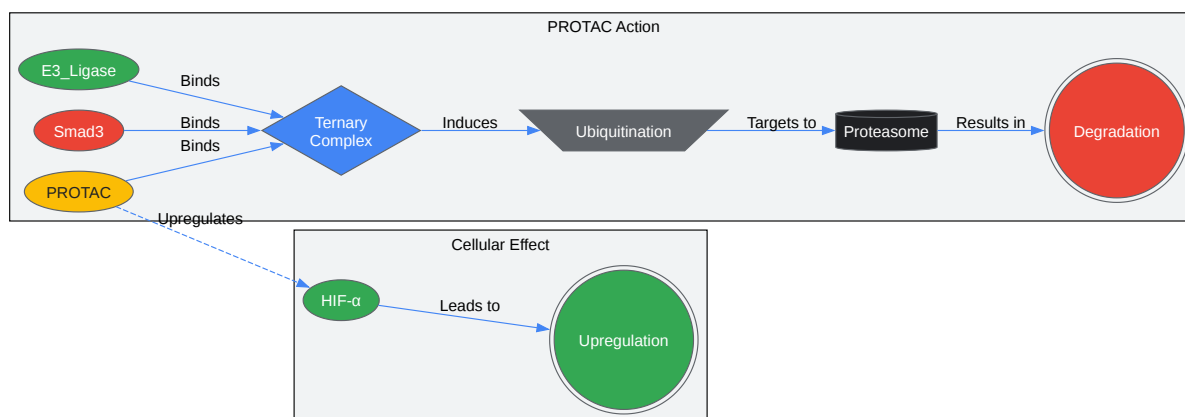 PROTAC Action
E3_Ligase
Binds
Smad3
Binds
Ternary
Complex
Induces
Ubiquitination
Targets to
Proteasome
Results in
Degradation
Binds
PROTAC
Upregulates
Cellular Effect
HIF-α
Leads to
Upregulation